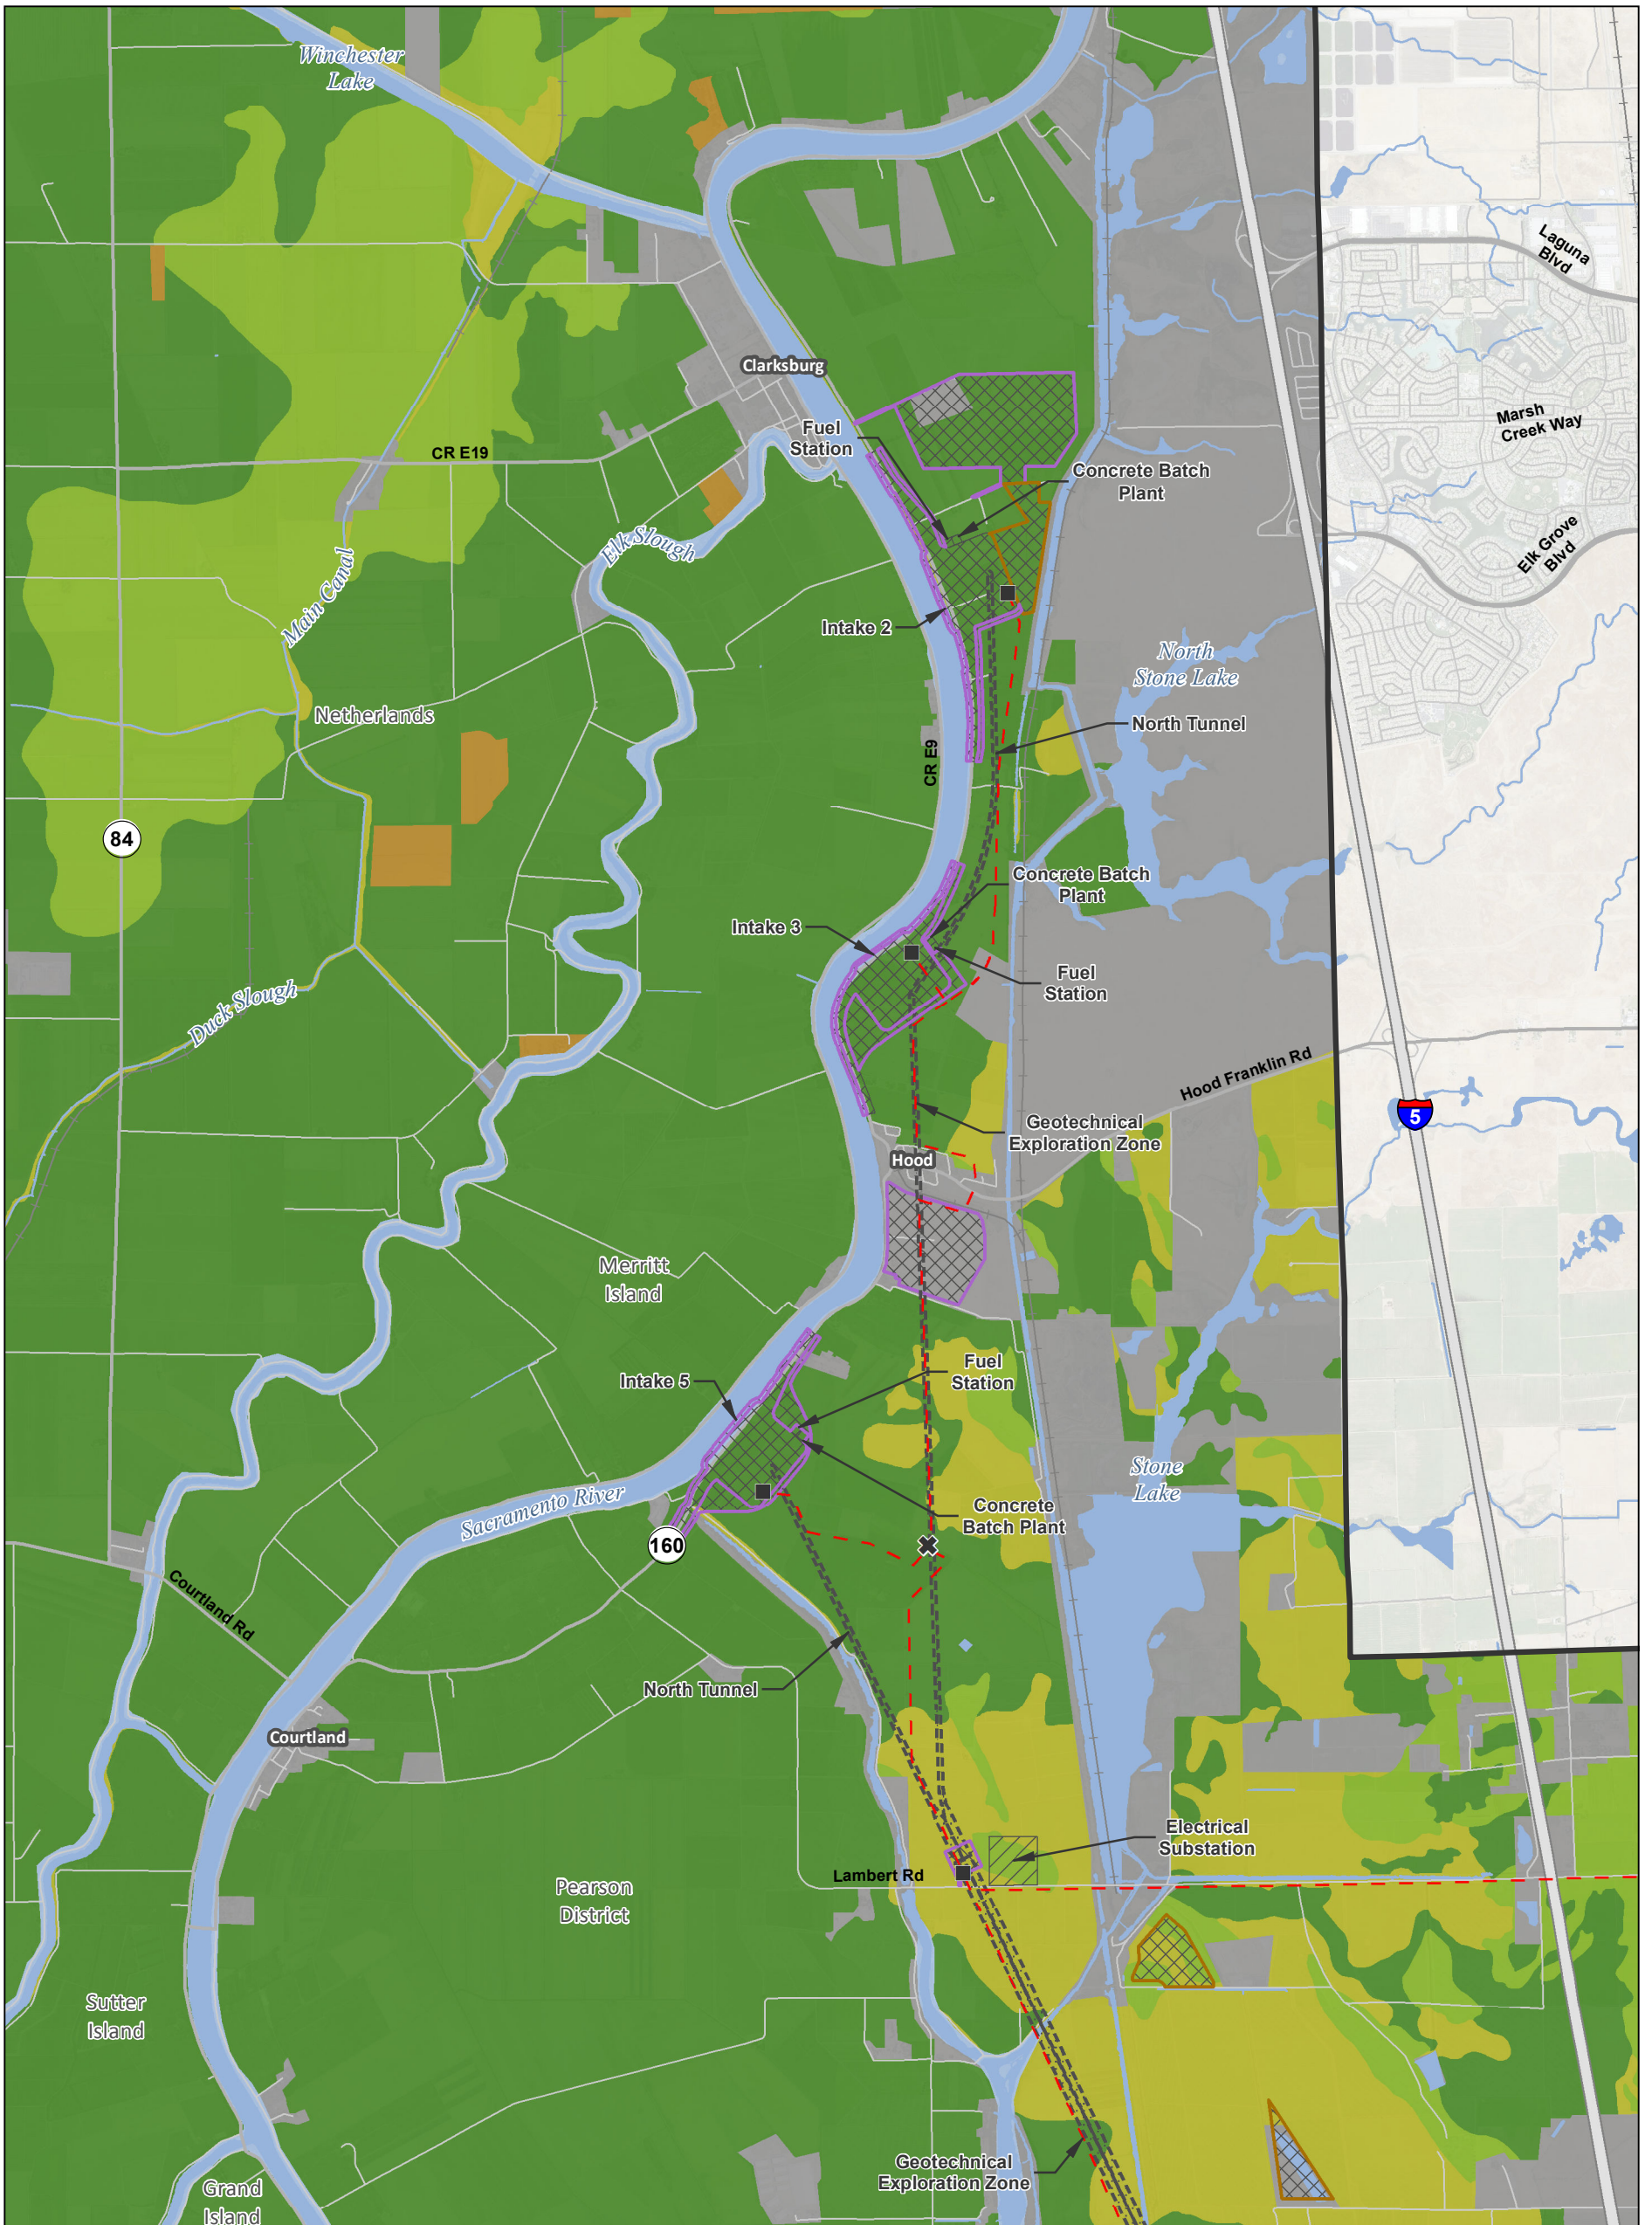 Winchester
Lake
Laguna
Blvd
Clarksburg
Fuel
Station
CR E19
Concrete Batch
Plant
Marsh
Creek Way
Elk Grove
Blvd
Elk Slough
Main Canal
Intake 2
North
Stone Lake
Netherlands
North Tunnel
CR E9
84
Concrete Batch
Plant
Intake 3
Fuel
Station
Duck Slough
Hood Franklin Rd
5
Geotechnical
Exploration Zone
Hood
Merritt
Island
Fuel
Station
Intake 5
Stone
Lake
Sacramento River
Concrete
Batch Plant
160
Courtland Rd
North Tunnel
Courtland
Electrical
Substation
Lambert Rd
Pearson
District
Sutter
Island
Geotechnical
Exploration Zone
Grand
Island